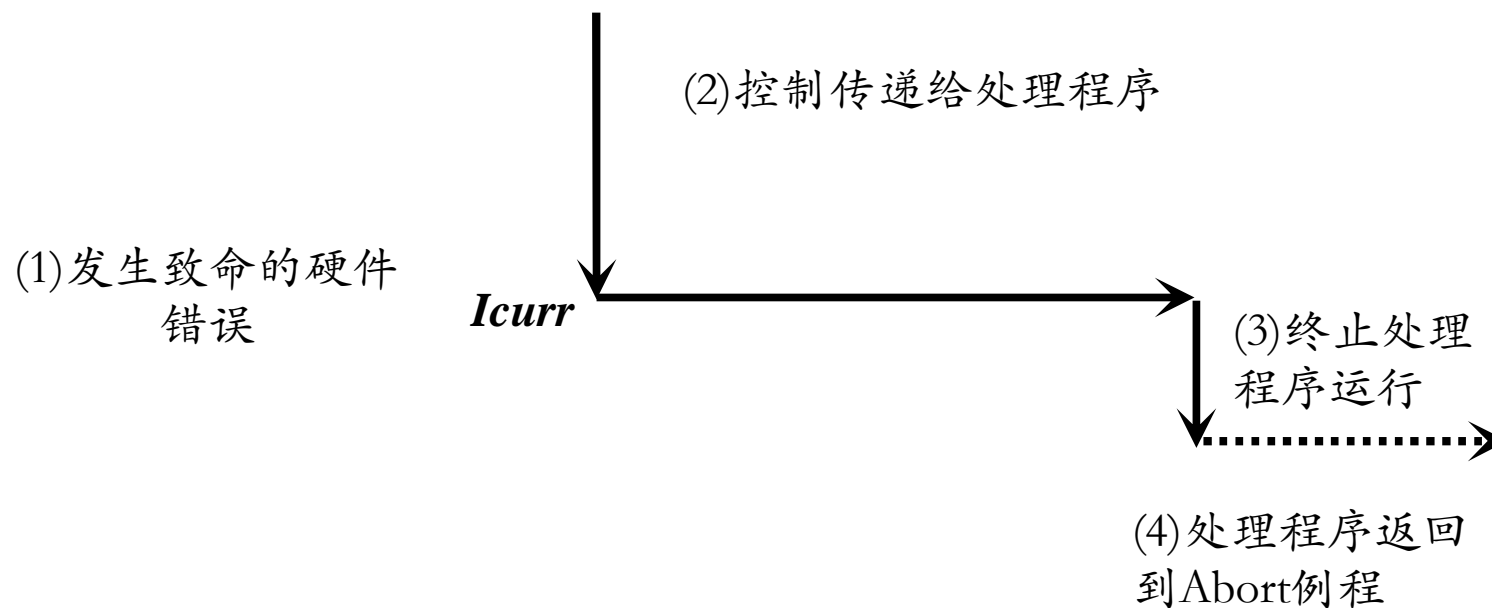 (2)控制传递给处理程序
(1)发生致命的硬件
错误
Icurr
(3)终止处理
程序运行
(4)处理程序返回
到Abort例程